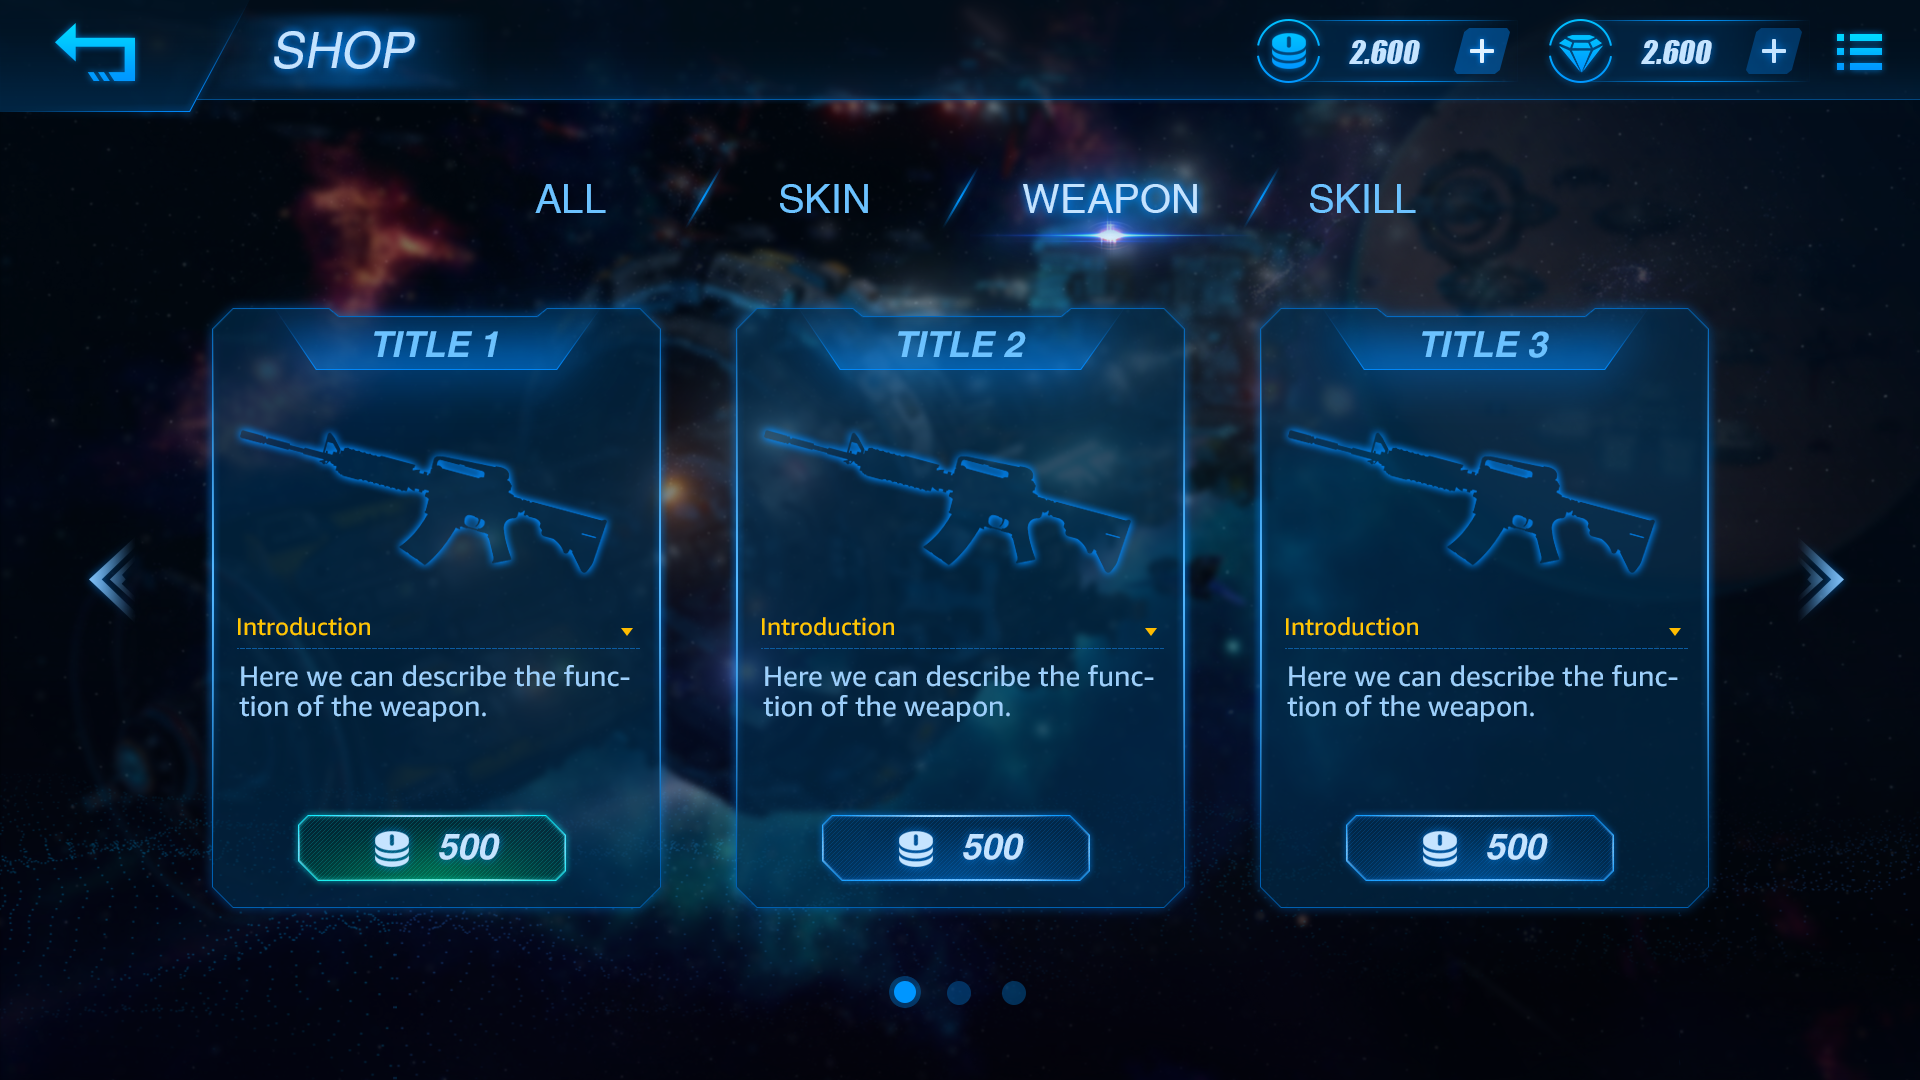 SHOP
2.600
+
2.600
+
ALL
SKIN
WEAPON
SKILL
TITLE 1
Introduction
Here we can describe the func-
tion of the weapon.
500
TITLE 2
Introduction
Here we can describe the func-
tion of the weapon.
500
TITLE 3
Introduction
Here we can describe the func-
tion of the weapon.
500